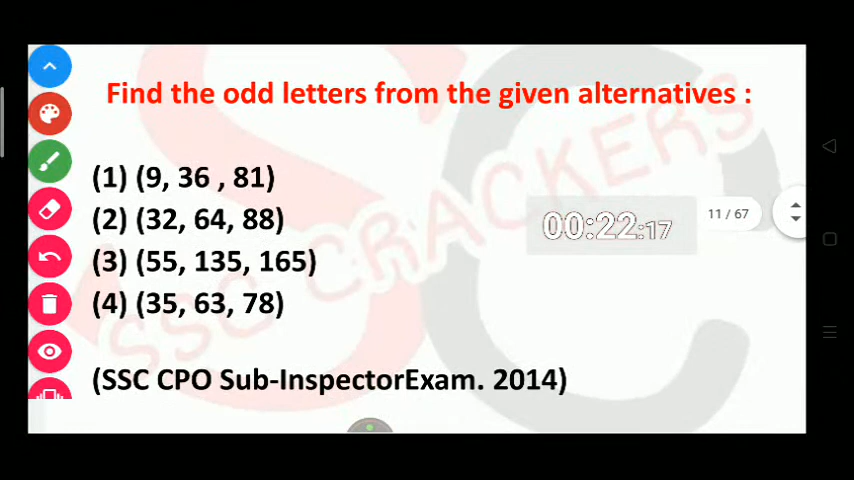 Find the odd letters from the given alternatives :
(1) (9, 36 , 81)
(2) (32, 64, 88)
00:22:17
11 / 67
(3) (55, 135, 165)
(4) (35, 63, 78)
(SSC CPO Sub-InspectorExam. 2014)
SSC CRACKERS